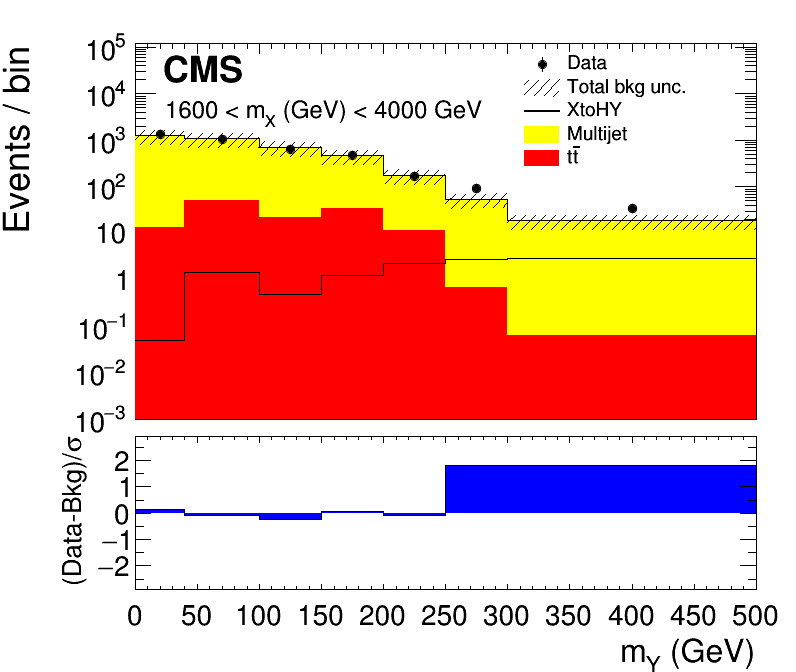 CMS
1600 < m_X (GeV) < 4000 GeV
Data
Total bkg unc.
XtoHY
Multijet
tt̄
Events / bin
10^5
10^4
10^3
10^2
10
1
10^−1
10^−2
10^−3
(Data-Bkg)/σ
2
1
0
−1
−2
0 50 100 150 200 250 300 350 400 450 500
m_Y (GeV)